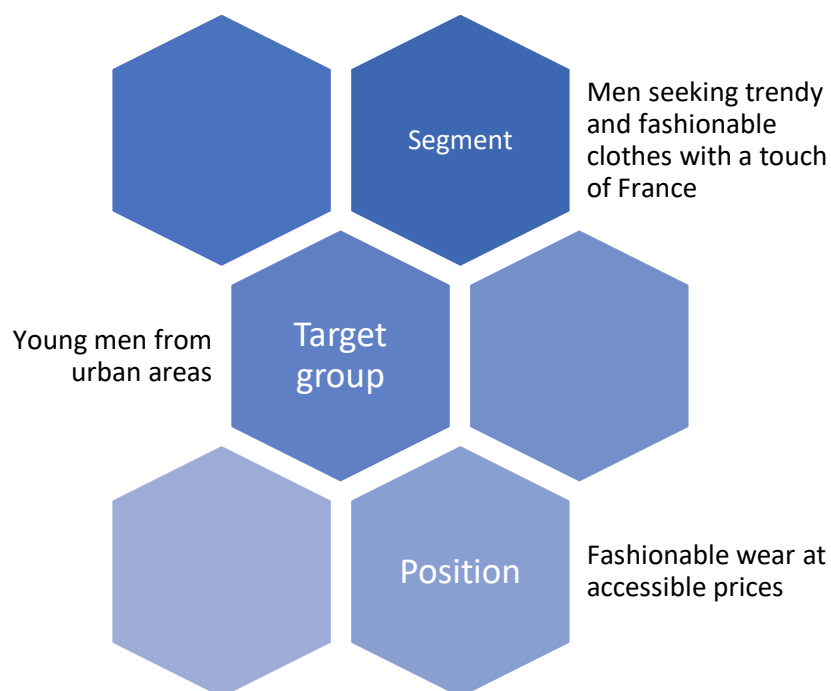 Segment
Men seeking trendy
and fashionable
clothes with a touch
of France
Young men from
urban areas
Target
group
Position
Fashionable wear at
accessible prices